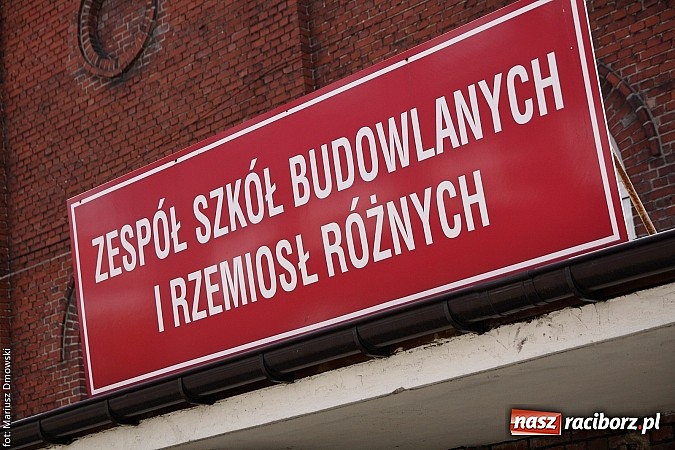 ZESPÓŁ SZKÓŁ BUDOWLANYCH
I RZEMIOSŁ RÓŻNYCH
fot: Mariusz Dmowski
nasz raciborz.pl